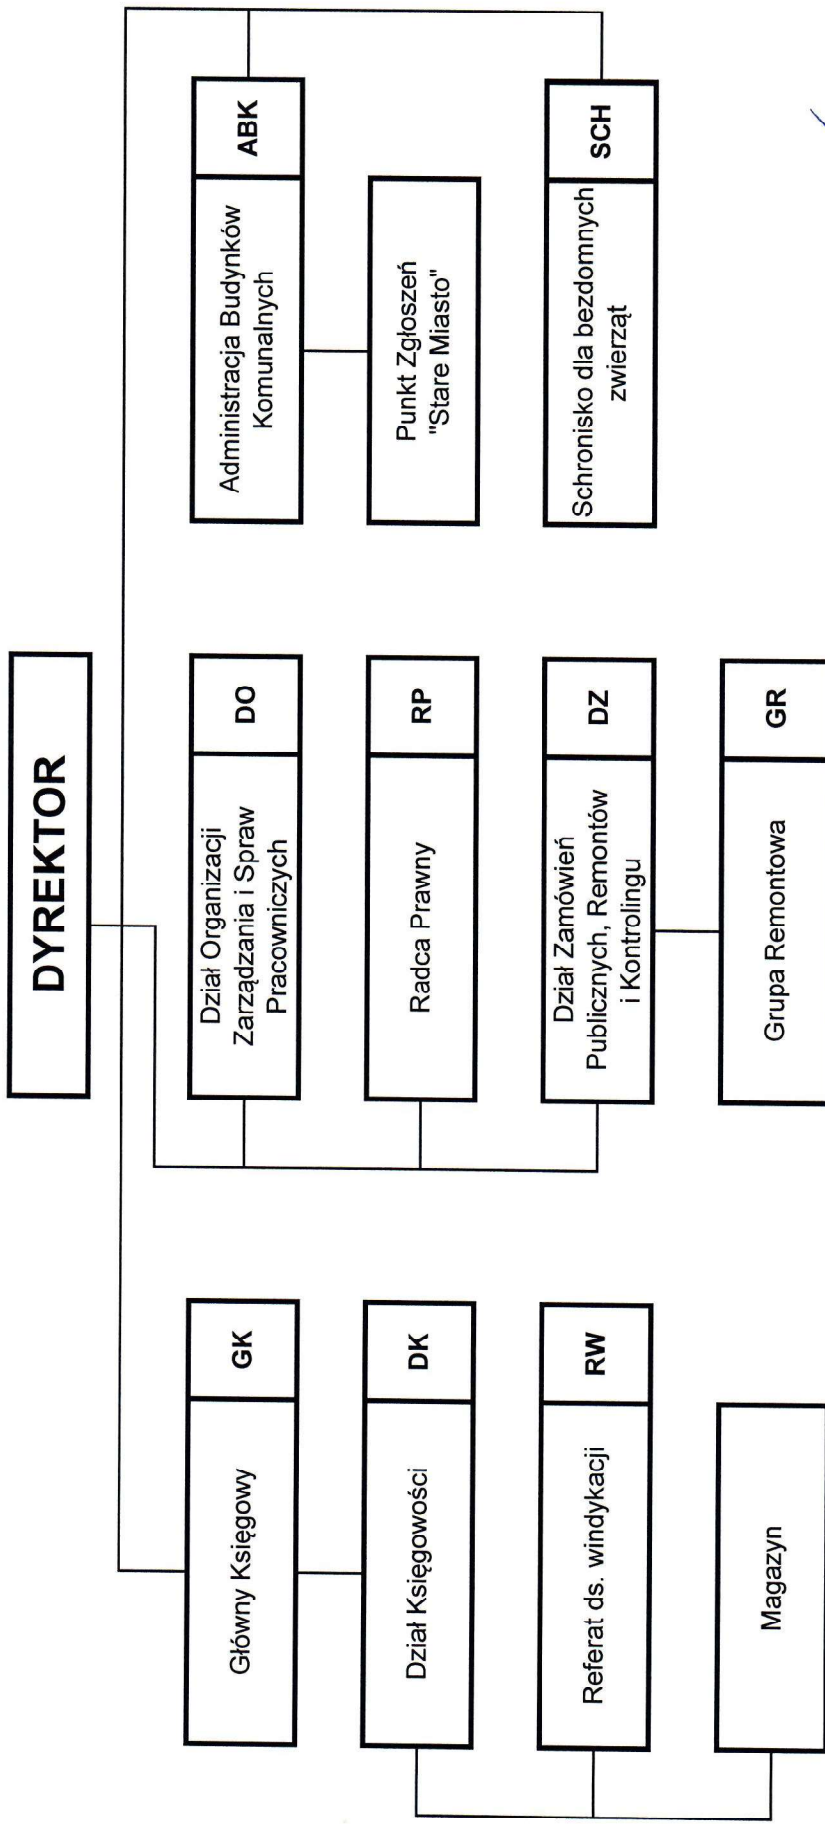 DYREKTOR
Główny Księgowy
GK
Dział Księgowości
DK
Referat ds. windykacji
RW
Magazyn
Dział Organizacji
Zarządzania i Spraw
Pracowniczych
DO
Radca Prawny
RP
Dział Zamówień
Publicznych, Remontów
i Kontrolingu
DZ
Grupa Remontowa
GR
Administracja Budynków
Komunalnych
ABK
Punkt Zgłoszeń
"Stare Miasto"
Schronisko dla bezdomnych
zwierząt
SCH